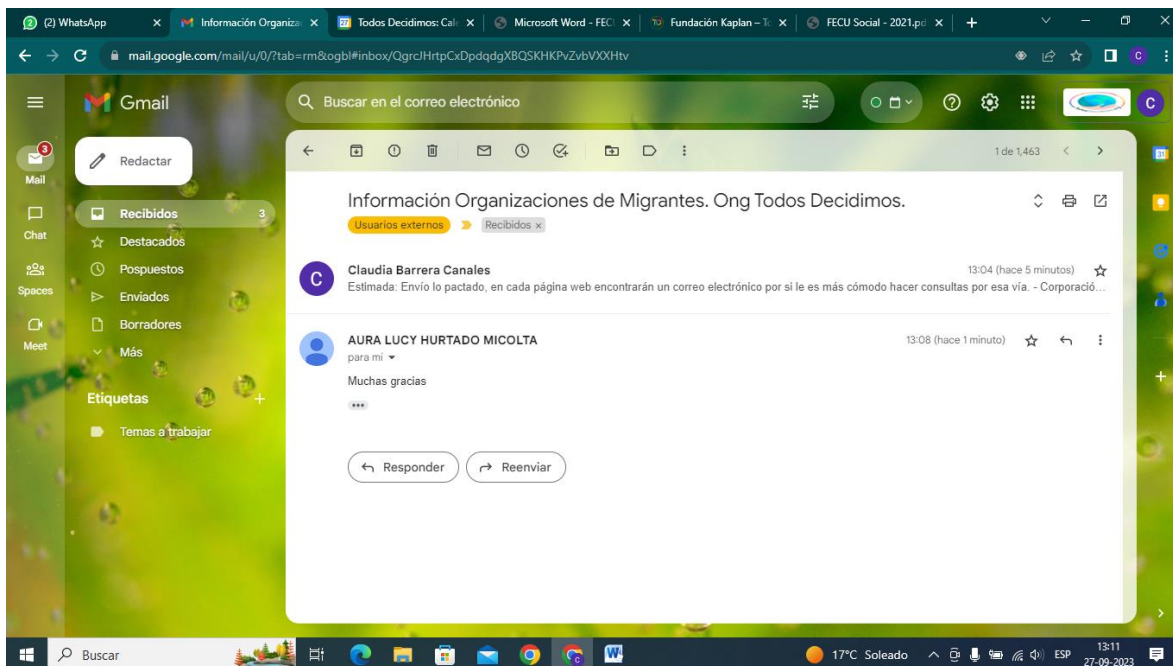 (2) WhatsApp
Información Organiza
Todos Decidimos: Cale
Microsoft Word - FECU
Fundación Kaplan – To
FECU Social - 2021.pd
mail.google.com/mail/u/0/?tab=rm&ogbl#inbox/QgrcJHrtpCxDpdqdgXBQSKHKPvZvbVXXHtv
Gmail
Buscar en el correo electrónico
C
3
Mail
Chat
Spaces
Meet
Redactar
Recibidos 3
Destacados
Pospuestos
Enviados
Borradores
Más
Etiquetas
Temas a trabajar
1 de 1,463
Información Organizaciones de Migrantes. Ong Todos Decidimos.
Usuarios externos
Recibidos x
C
Claudia Barrera Canales
13:04 (hace 5 minutos)
Estimada: Envío lo pactado, en cada página web encontrarán un correo electrónico por si le es más cómodo hacer consultas por esa vía. - Corporació...
AURA LUCY HURTADO MICOLTA
13:08 (hace 1 minuto)
para mí
Muchas gracias
Responder
Reenviar
Buscar
17°C Soleado
ESP
13:11
27-09-2023